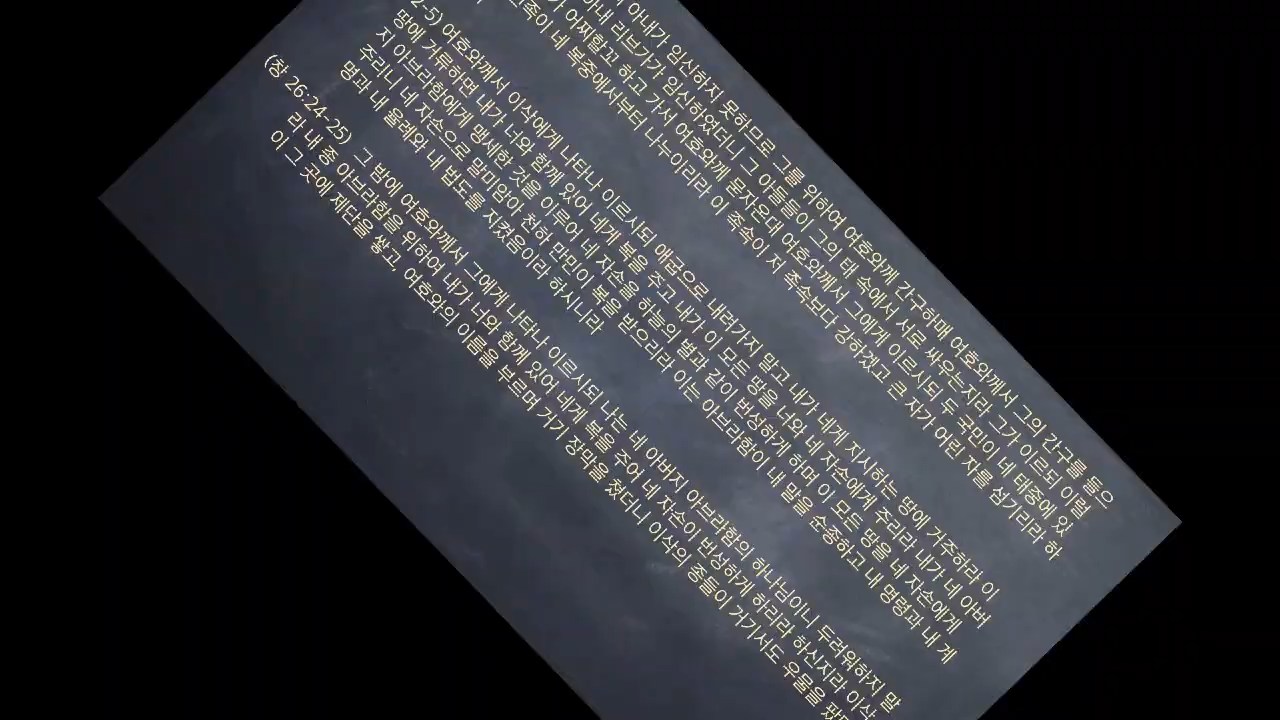 아내가 임신하지 못하므로 그를 위하여 여호와께 간구하매 여호와께서 그의 간구를 들으
아내 리브가가 임신하였더니 그 아들들이 그의 태 속에서 서로 싸우는지라 그가 이르되 이럴
어찌할꼬 하고 가서 여호와께 묻자온대 여호와께서 그에게 이르시되 두 국민이 네 태중에 있
네 복중에서부터 나누이리라 이 족속이 저 족속보다 강하겠고 큰 자가 어린 자를 섬기리라 하
2-5) 여호와께서 이삭에게 나타나 이르시되 애굽으로 내려가지 말고 내가 네게 지시하는 땅에 거주하라 이
땅에 거류하면 내가 너와 함께 있어 네게 복을 주고 내가 이 모든 땅을 너와 네 자손에게 주리라 내가 네 아버
지 아브라함에게 맹세한 것을 이루어 네 자손을 하늘의 별과 같이 번성하게 하며 이 모든 땅을 네 자손에게
주리니 네 자손으로 말미암아 천하 만민이 복을 받으리라 이는 아브라함이 내 말을 순종하고 내 명령과 내 계
명과 내 율례와 내 법도를 지켰음이라 하시니라
(창 26:24-25) 그 밤에 여호와께서 그에게 나타나 이르시되 나는 네 아버지 아브라함의 하나님이니 두려워하지 말
라 내 종 아브라함을 위하여 내가 너와 함께 있어 네게 복을 주어 네 자손이 번성하게 하리라 하신지라 이삭
이 그 곳에 제단을 쌓고, 여호와의 이름을 부르며 거기 장막을 쳤더니 이삭의 종들이 거기서도 우물을